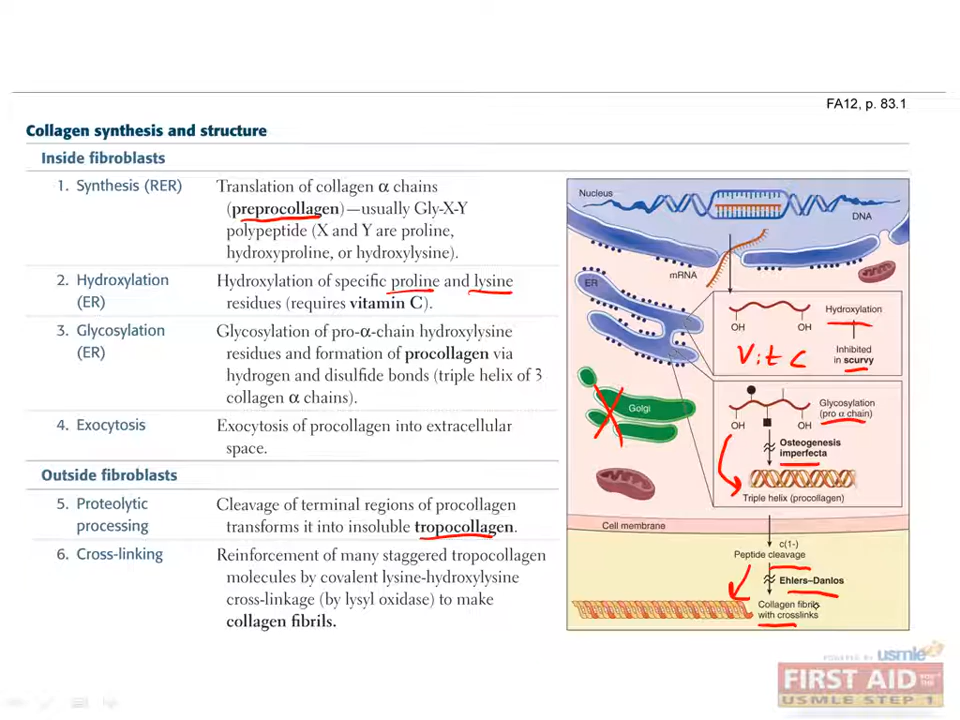 FA12, p. 83.1
Collagen synthesis and structure
Inside fibroblasts
1. Synthesis (RER)
Translation of collagen α chains
(preprocollagen)—usually Gly-X-Y
polypeptide (X and Y are proline,
hydroxyproline, or hydroxylysine).
2. Hydroxylation
(ER)
Hydroxylation of specific proline and lysine
residues (requires vitamin C).
3. Glycosylation
(ER)
Glycosylation of pro-α-chain hydroxylysine
residues and formation of procollagen via
hydrogen and disulfide bonds (triple helix of 3
collagen α chains).
4. Exocytosis
Exocytosis of procollagen into extracellular
space.
Outside fibroblasts
5. Proteolytic
processing
Cleavage of terminal regions of procollagen
transforms it into insoluble tropocollagen.
6. Cross-linking
Reinforcement of many staggered tropocollagen
molecules by covalent lysine-hydroxylysine
cross-linkage (by lysyl oxidase) to make
collagen fibrils.
Nucleus
DNA
mRNA
ER
Hydroxylation
OH OH
Vit C
Inhibited
in scurvy
Golgi
Glycosylation
(pro α chain)
OH OH
Osteogenesis
imperfecta
Triple helix (procollagen)
Cell membrane
c(1-)
Peptide cleavage
Ehlers–Danlos
Collagen fibrils
with crosslinks
POWERED BY usmle
FIRST AID FOR THE
USMLE STEP 1